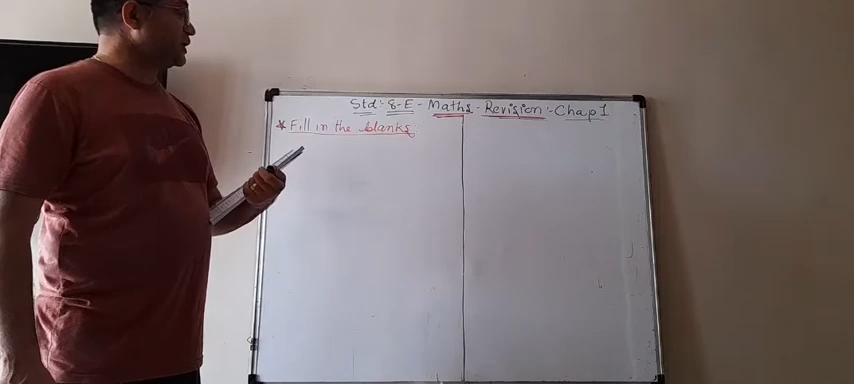 Std:- 8-E - Maths - Revision :- Chap 1
* Fill in the blanks